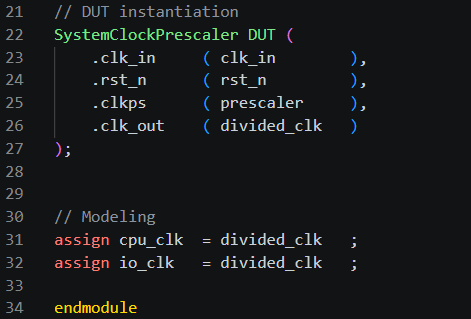 21 // DUT instantiation
22 SystemClockPrescaler DUT (
23     .clk_in     ( clk_in        ),
24     .rst_n      ( rst_n         ),
25     .clkps      ( prescaler     ),
26     .clk_out    ( divided_clk   )
27 );
28
29
30 // Modeling
31 assign cpu_clk  = divided_clk   ;
32 assign io_clk   = divided_clk   ;
33
34 endmodule